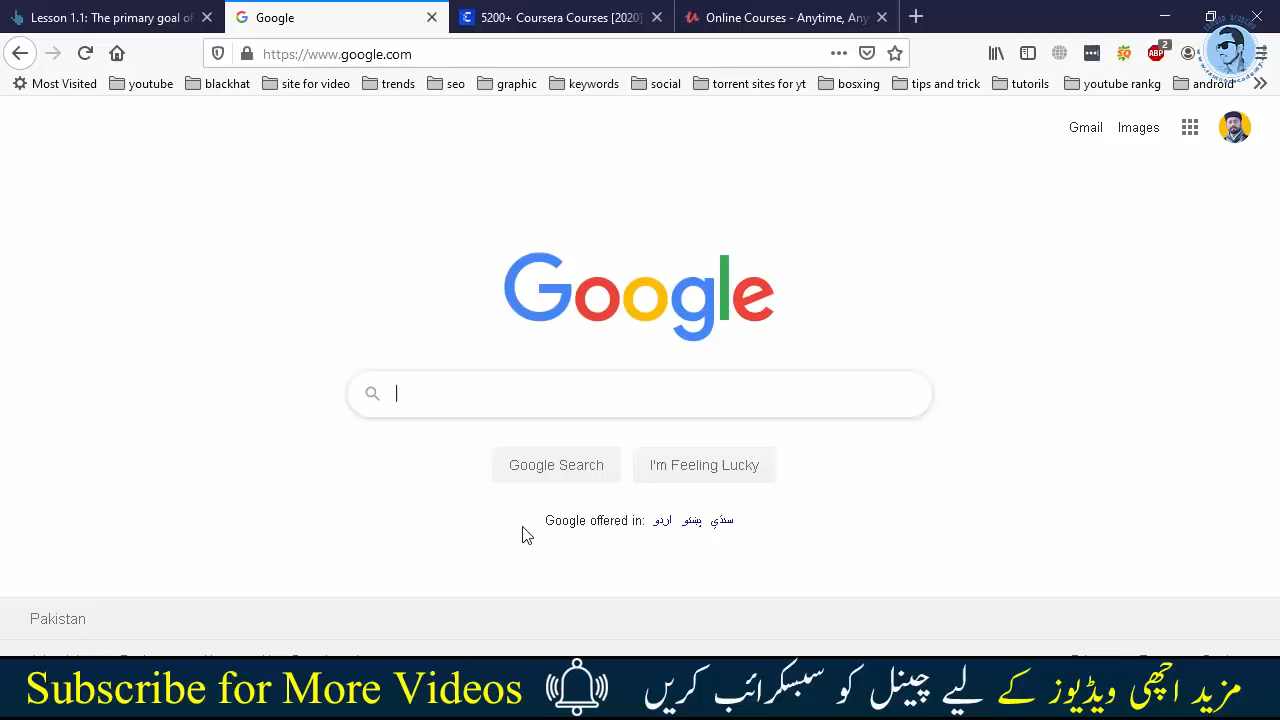 Lesson 1.1: The primary goal of
Google
5200+ Coursera Courses [2020]
Online Courses - Anytime, Any
https://www.google.com
2
ABP
Most Visited
youtube
blackhat
site for video
trends
seo
graphic
keywords
social
torrent sites for yt
bosxing
tips and trick
tutorils
youtube rankg
android
Gmail
Images
Google
Google Search
I'm Feeling Lucky
Google offered in: اردو پښتو سنڌي
Pakistan
Subscribe for More Videos
مزید اچھی ویڈیوز کے لیے چینل کو سبسکرائب کریں